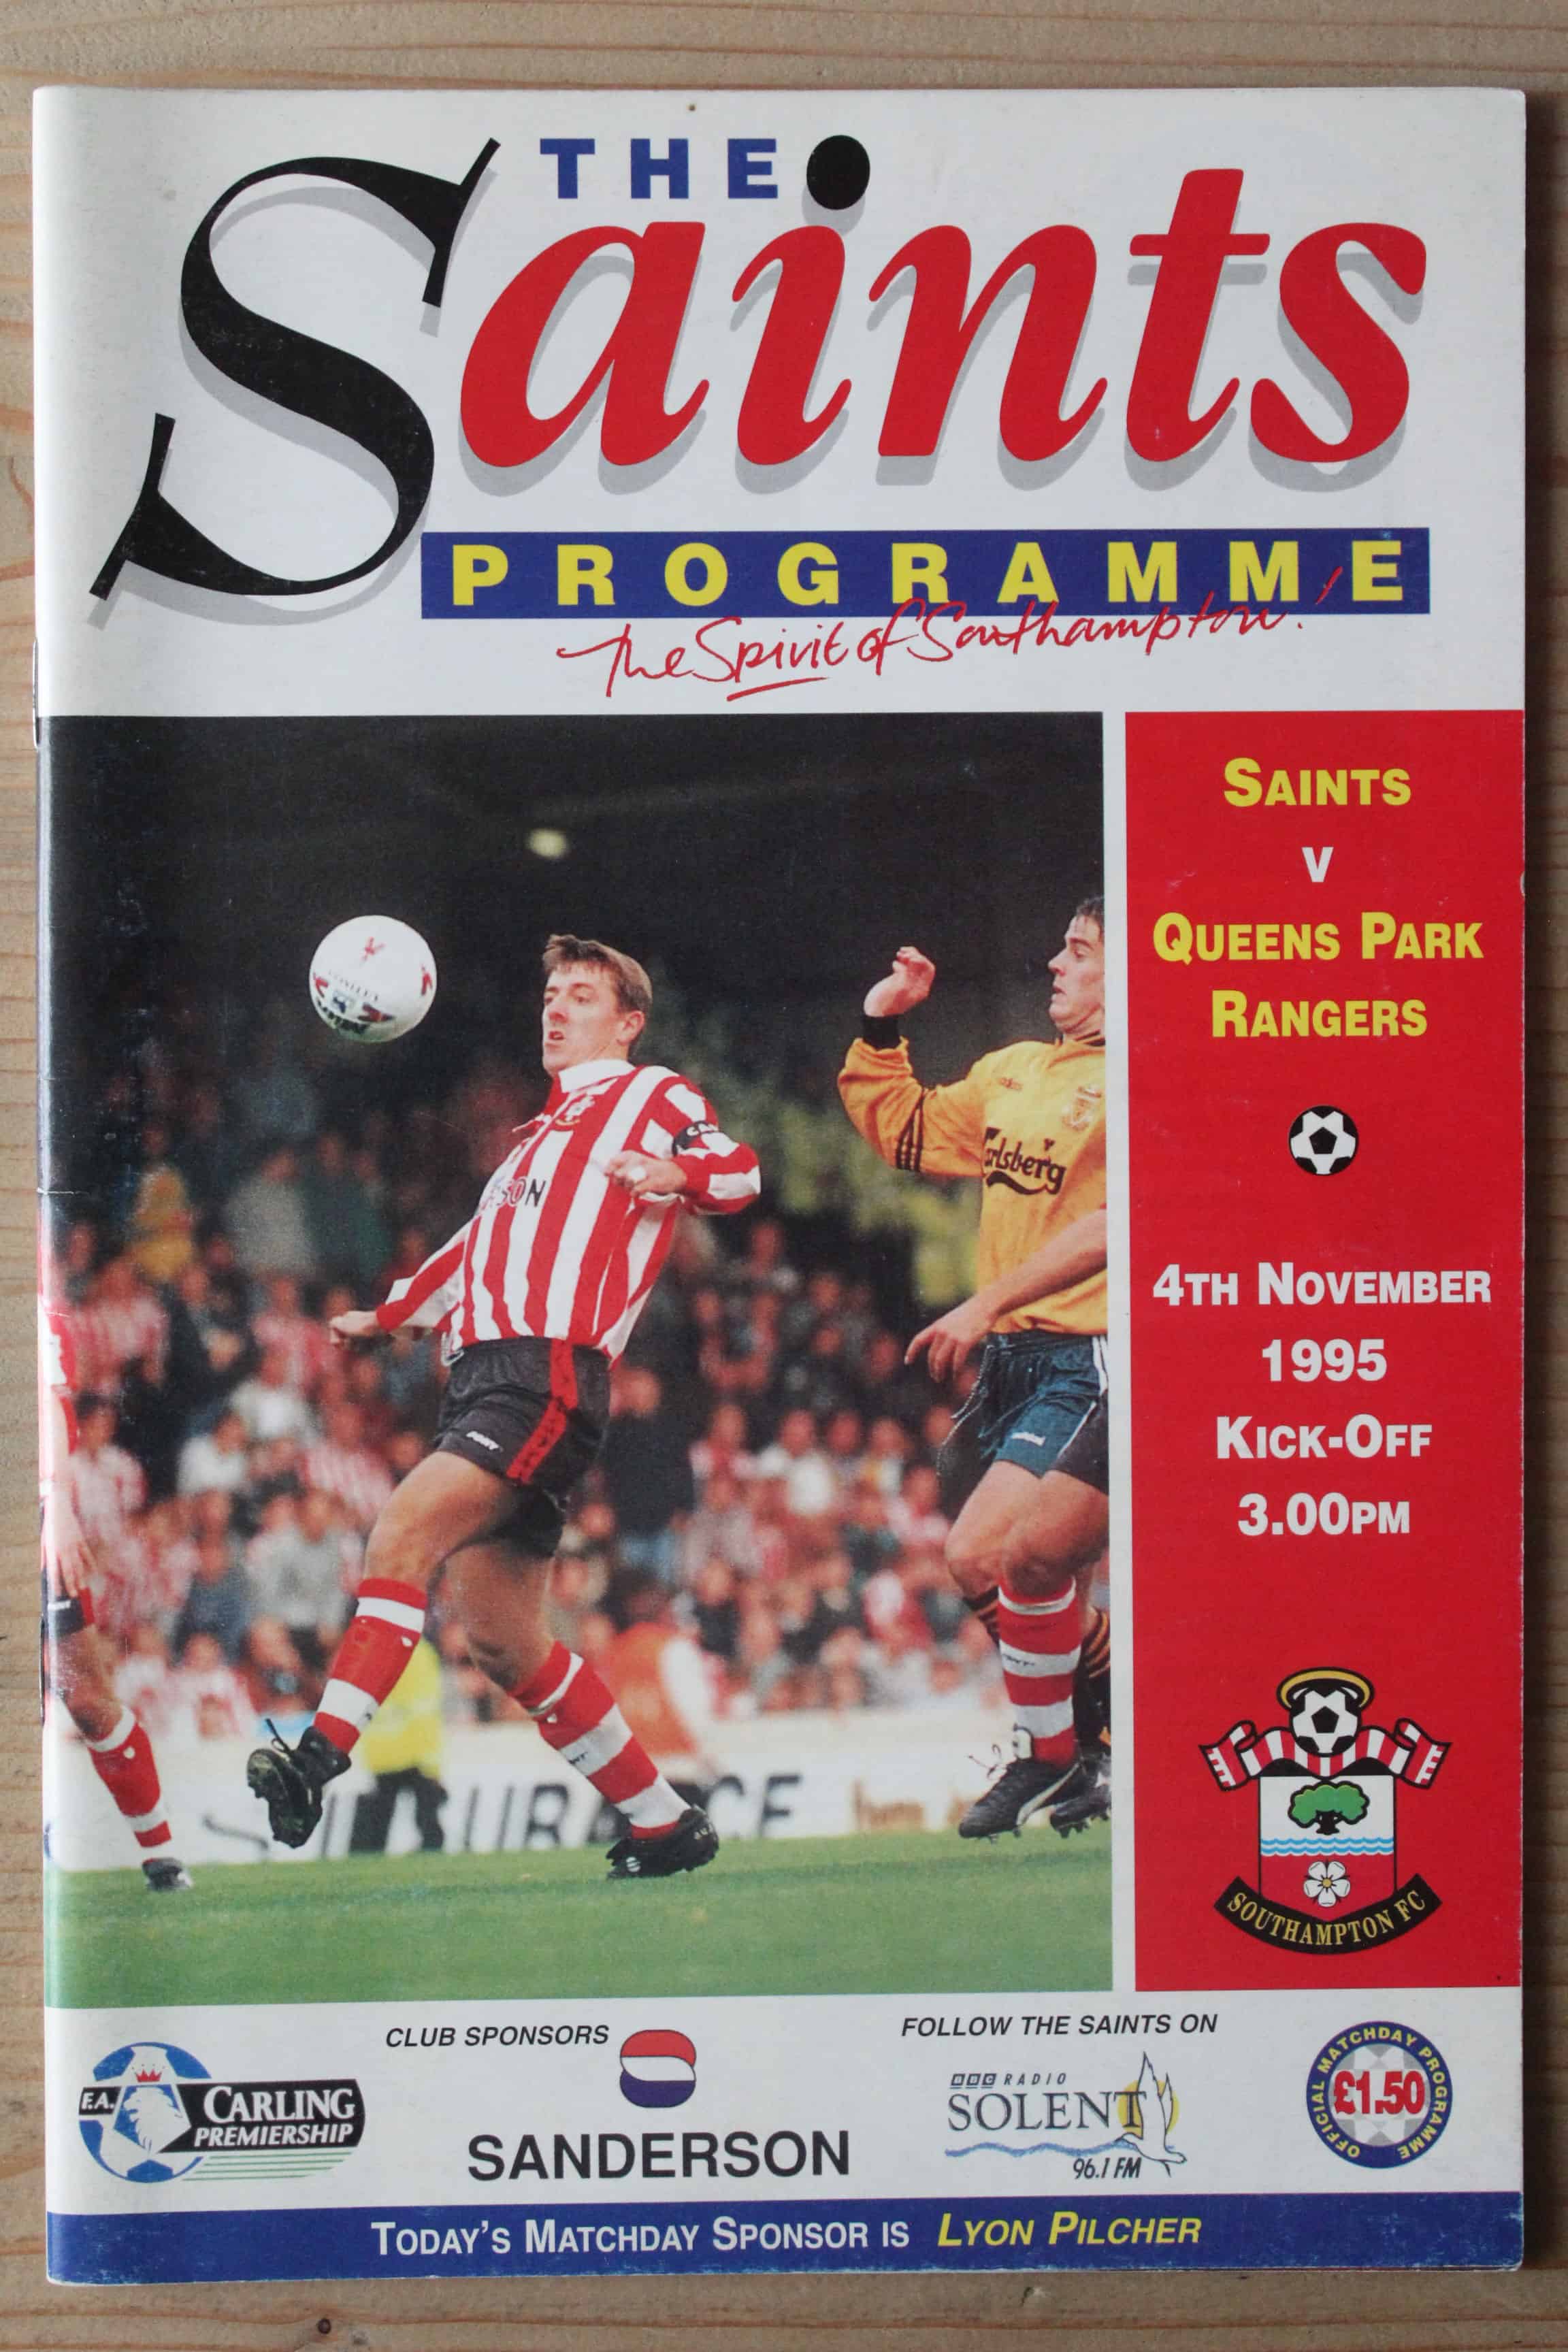 THE
Saints
PROGRAMME
The Spirit of Southampton!
SAINTS
V
QUEENS PARK
RANGERS
4TH NOVEMBER
1995
KICK-OFF
3.00PM
Carlsberg
SOUTHAMPTON FC
CLUB SPONSORS
SANDERSON
FOLLOW THE SAINTS ON
BBC RADIO
SOLENT
96.1 FM
F.A. CARLING
PREMIERSHIP
OFFICIAL MATCHDAY PROGRAMME
£1.50
TODAY'S MATCHDAY SPONSOR IS LYON PILCHER